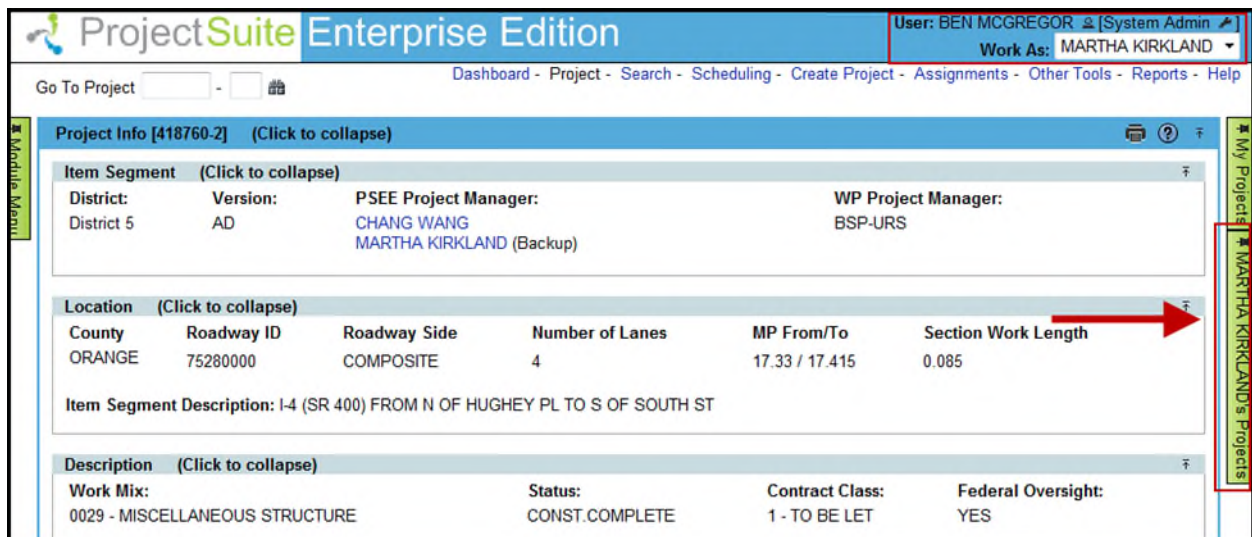 ProjectSuite Enterprise Edition
User: BEN MCGREGOR [System Admin ]
Work As: MARTHA KIRKLAND
Dashboard - Project - Search - Scheduling - Create Project - Assignments - Other Tools - Reports - Help
Go To Project -
Module Menu
Project Info [418760-2] (Click to collapse)
Item Segment (Click to collapse)
District: Version: PSEE Project Manager: WP Project Manager:
District 5 AD CHANG WANG BSP-URS
MARTHA KIRKLAND (Backup)
Location (Click to collapse)
County Roadway ID Roadway Side Number of Lanes MP From/To Section Work Length
ORANGE 75280000 COMPOSITE 4 17.33 / 17.415 0.085
Item Segment Description: I-4 (SR 400) FROM N OF HUGHEY PL TO S OF SOUTH ST
Description (Click to collapse)
Work Mix: Status: Contract Class: Federal Oversight:
0029 - MISCELLANEOUS STRUCTURE CONST.COMPLETE 1 - TO BE LET YES
My Projects
MARTHA KIRKLAND's Projects